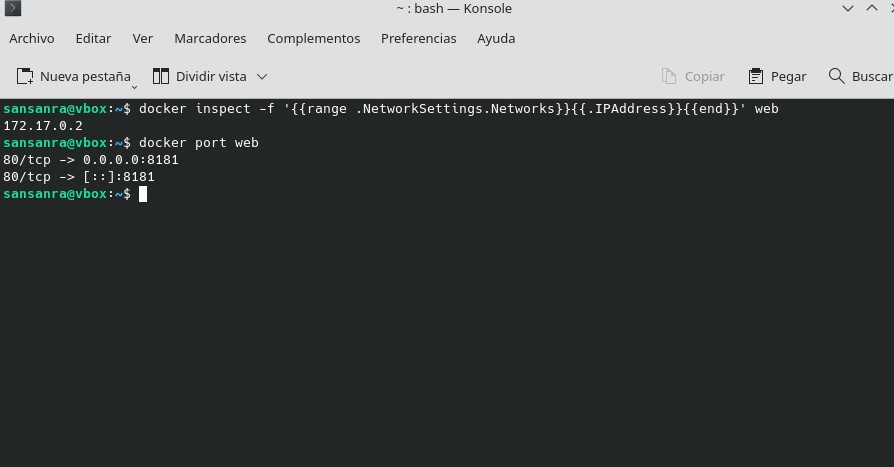 ~ : bash — Konsole
Archivo Editar Ver Marcadores Complementos Preferencias Ayuda
Nueva pestaña Dividir vista Copiar Pegar Buscar
sansanra@vbox:~$ docker inspect -f '{{range .NetworkSettings.Networks}}{{.IPAddress}}{{end}}' web
172.17.0.2
sansanra@vbox:~$ docker port web
80/tcp -> 0.0.0.0:8181
80/tcp -> [::]:8181
sansanra@vbox:~$